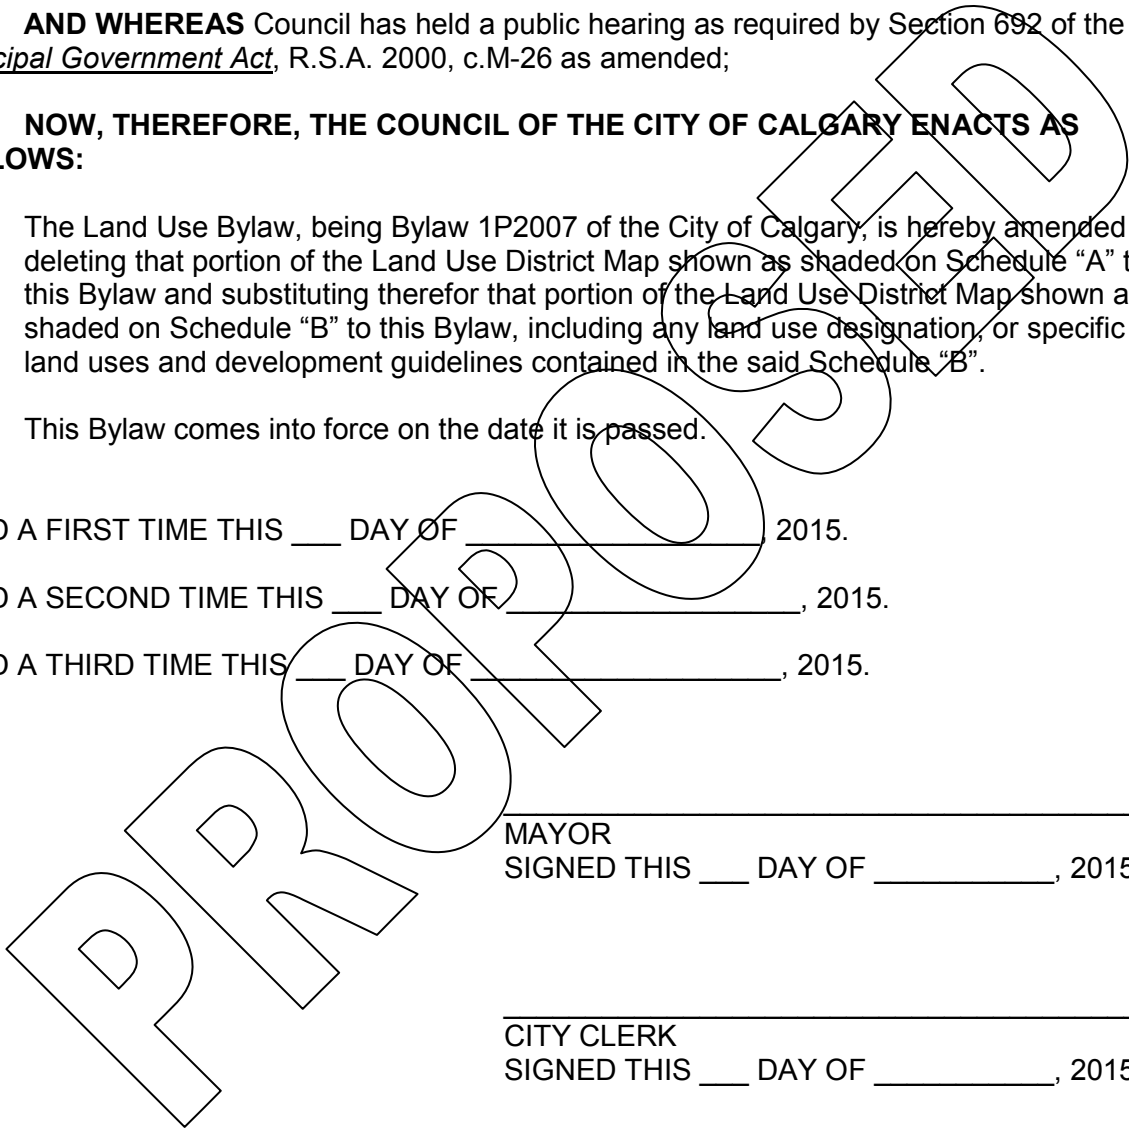 AND WHEREAS Council has held a public hearing as required by Section 692 of the
cipal Government Act, R.S.A. 2000, c.M-26 as amended;
NOW, THEREFORE, THE COUNCIL OF THE CITY OF CALGARY ENACTS AS
LOWS:
The Land Use Bylaw, being Bylaw 1P2007 of the City of Calgary, is hereby amended
deleting that portion of the Land Use District Map shown as shaded on Schedule “A” t
this Bylaw and substituting therefor that portion of the Land Use District Map shown a
shaded on Schedule “B” to this Bylaw, including any land use designation, or specific
land uses and development guidelines contained in the said Schedule “B”.
This Bylaw comes into force on the date it is passed.
D A FIRST TIME THIS ___ DAY OF __________________, 2015.
D A SECOND TIME THIS ___ DAY OF __________________, 2015.
D A THIRD TIME THIS ___ DAY OF ___________________, 2015.
MAYOR
SIGNED THIS ___ DAY OF ___________, 2015
CITY CLERK
SIGNED THIS ___ DAY OF ___________, 2015
PROPOSED